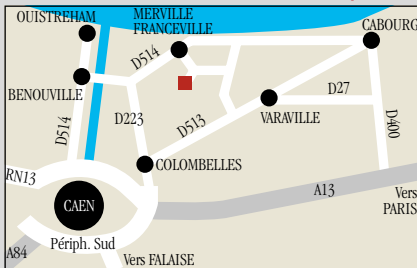 OUISTREHAM
MERVILLE
FRANCEVILLE
CABOURG
D514
BENOUVILLE
D27
D514
D223
D513
VARAVILLE
D400
COLOMBELLES
RN13
CAEN
A13
Vers
PARIS
Périph. Sud
A84
Vers FALAISE